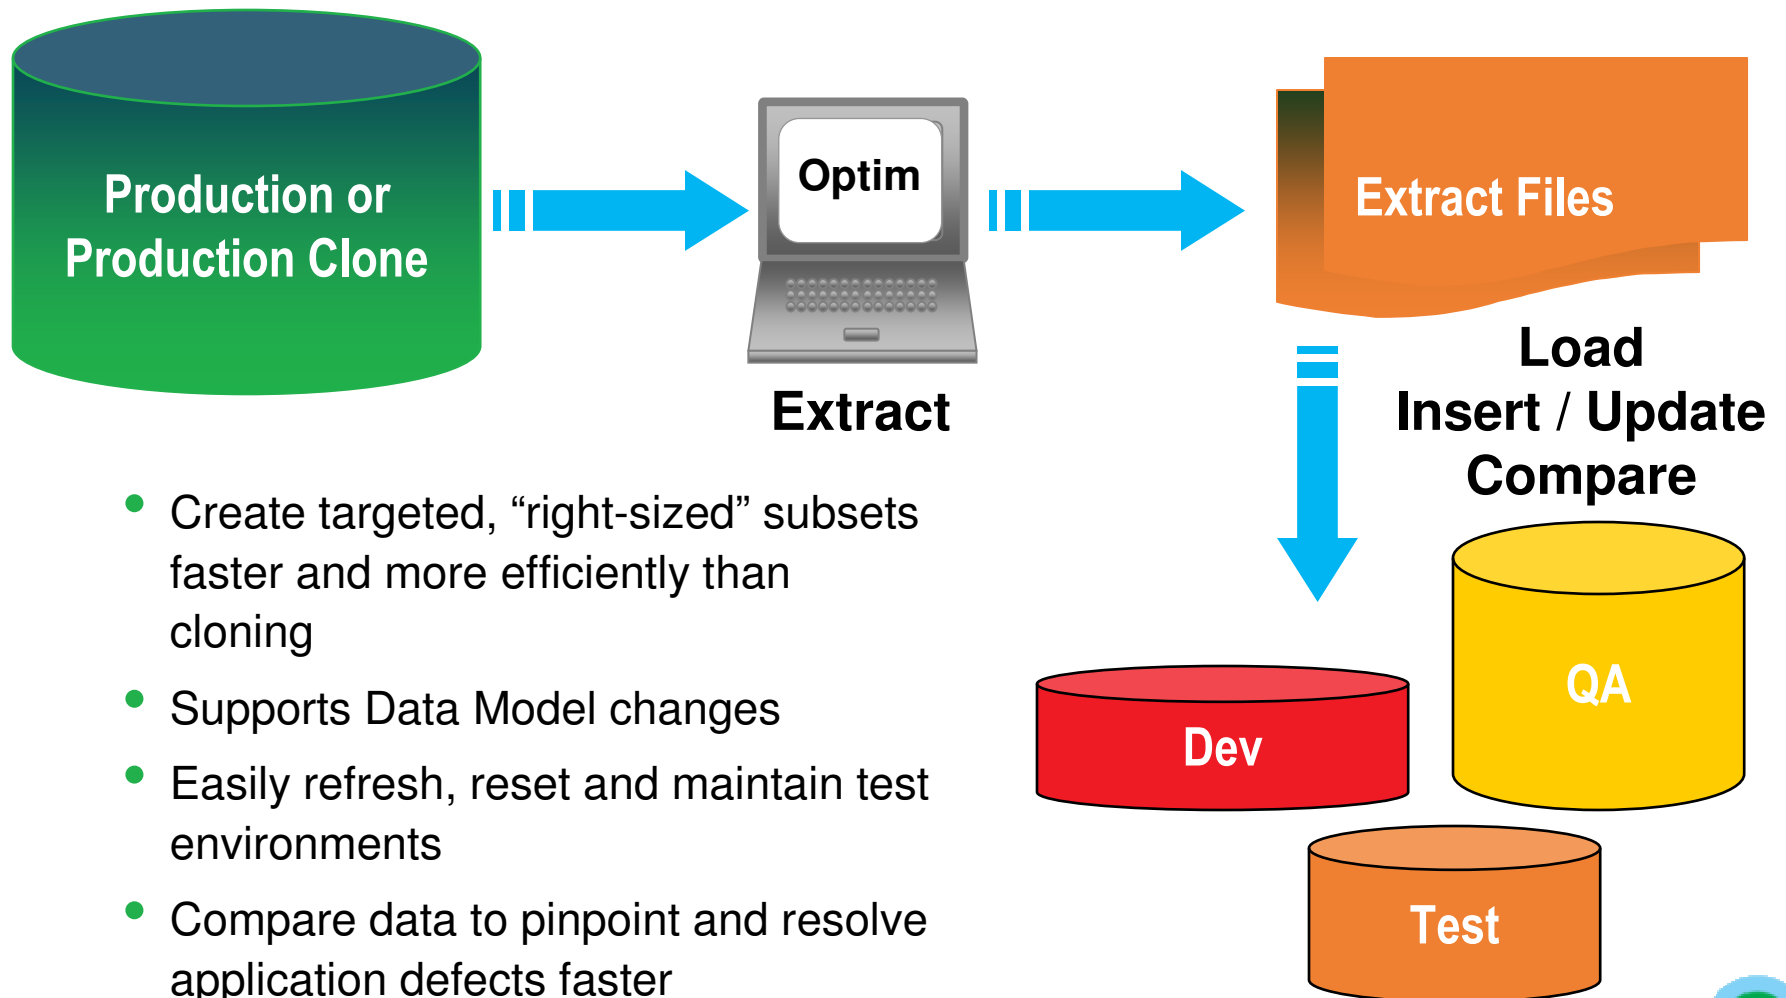 Production or
Production Clone
Optim
Extract Files
Extract
Load
Insert / Update
Compare
• Create targeted, “right-sized” subsets
faster and more efficiently than
cloning
• Supports Data Model changes
• Easily refresh, reset and maintain test
environments
• Compare data to pinpoint and resolve
application defects faster
QA
Dev
Test